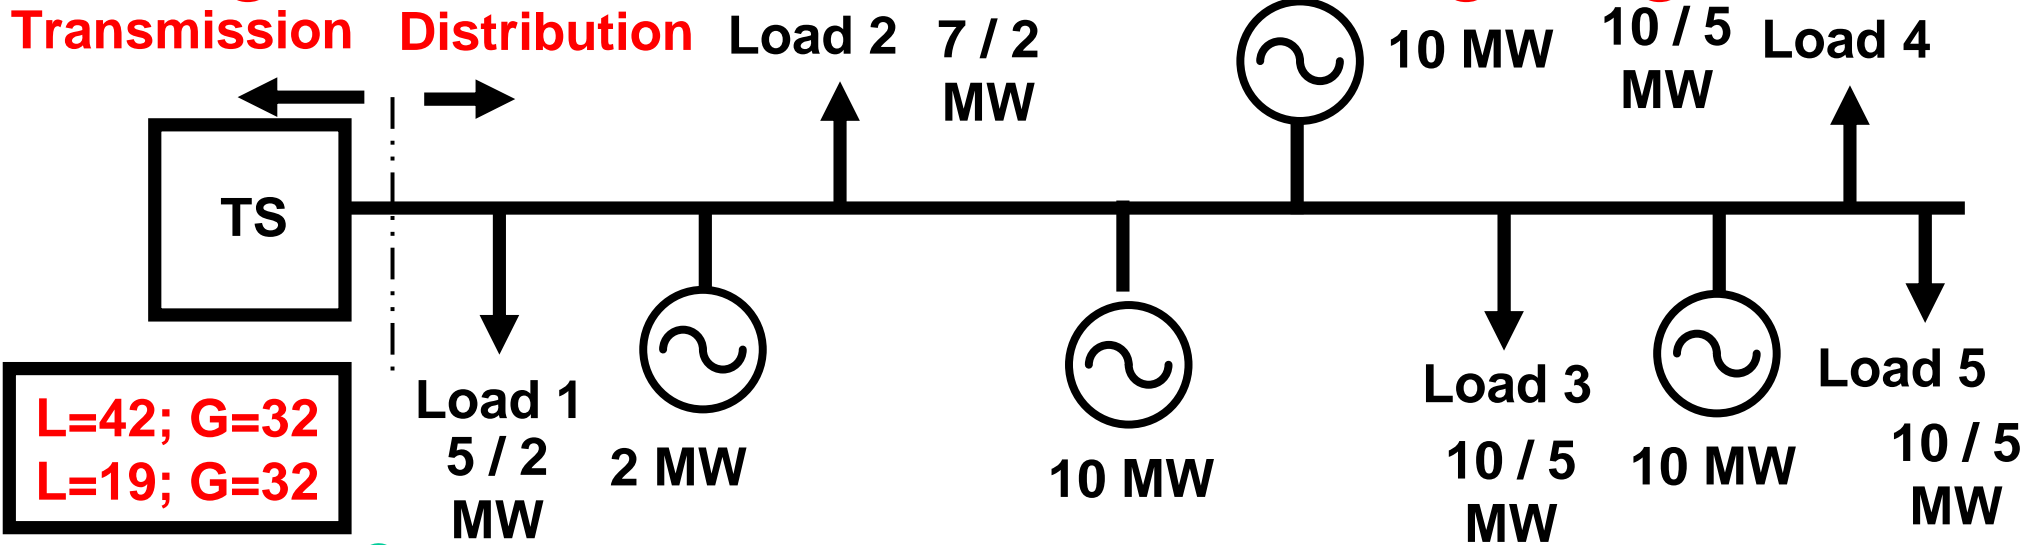 Transmission
Distribution
Load 2
7 / 2
MW
10 MW
10 / 5
MW
Load 4
TS
L=42; G=32
L=19; G=32
Load 1
5 / 2
MW
2 MW
10 MW
Load 3
10 / 5
MW
10 MW
Load 5
10 / 5
MW